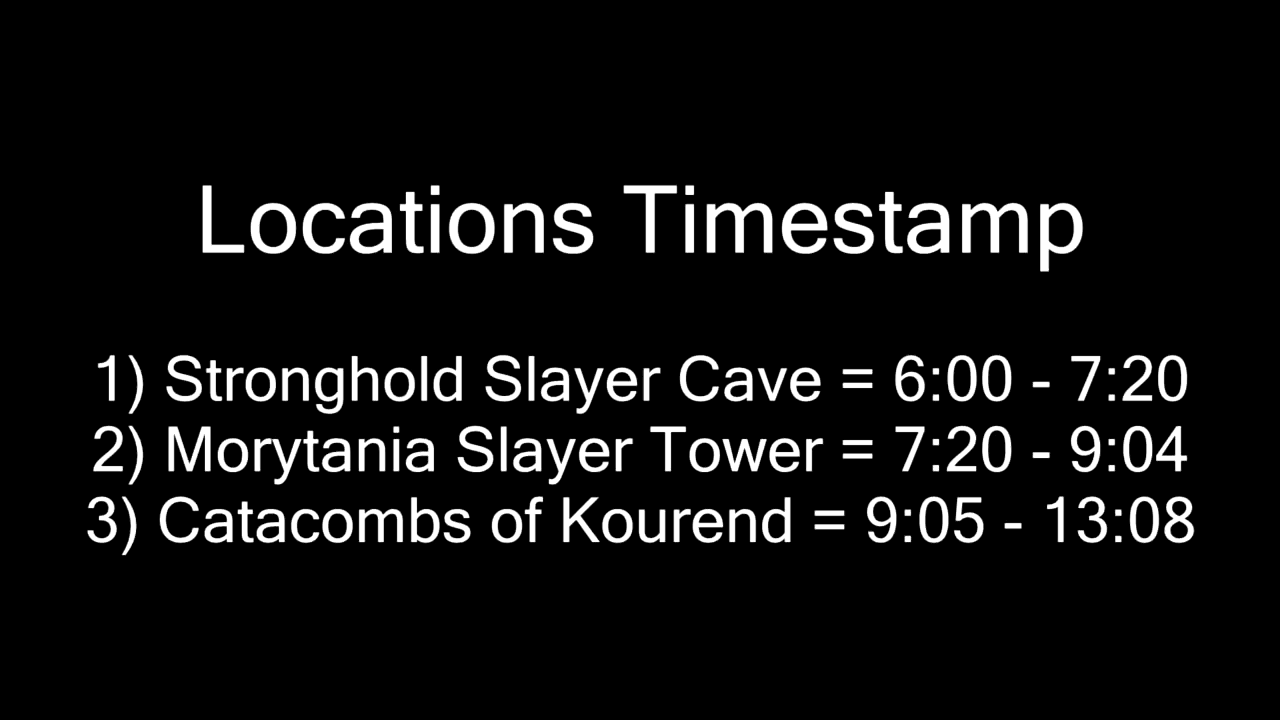 Locations Timestamp
1) Stronghold Slayer Cave = 6:00 - 7:20
2) Morytania Slayer Tower = 7:20 - 9:04
3) Catacombs of Kourend = 9:05 - 13:08